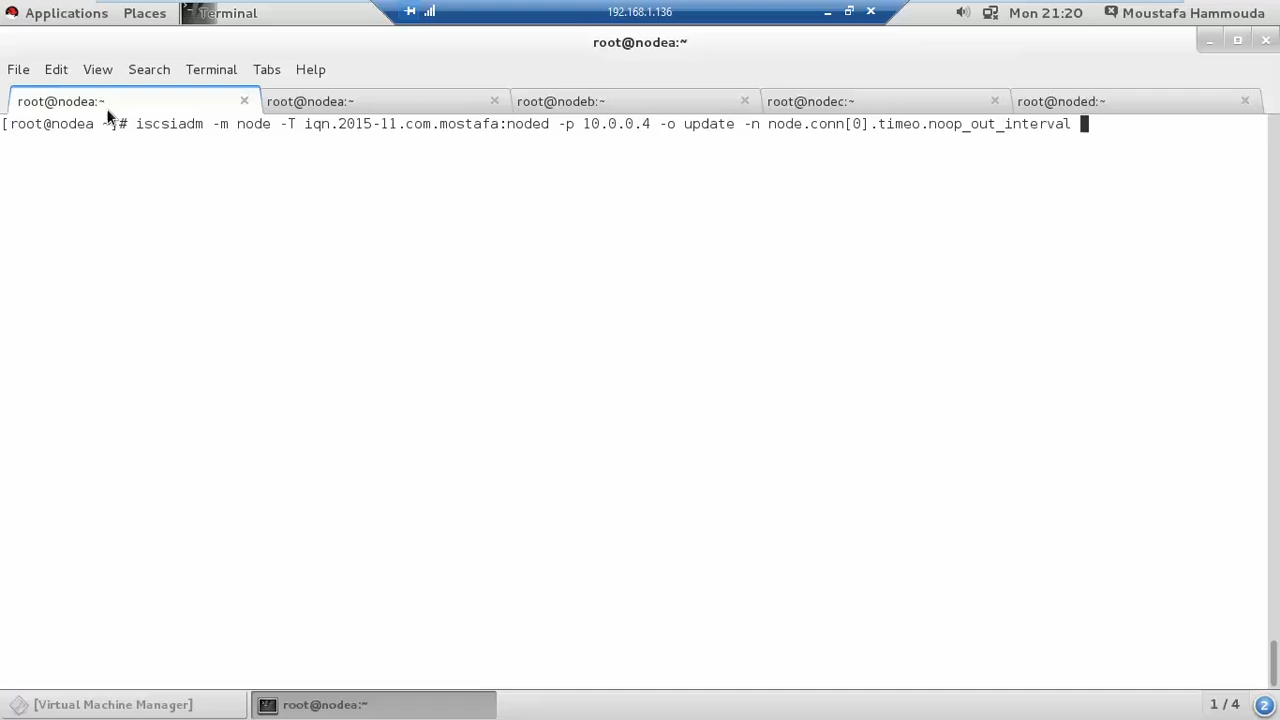 Applications Places Terminal 192.168.1.136 Mon 21:20 Moustafa Hammouda
root@nodea:~
File Edit View Search Terminal Tabs Help
root@nodea:~ root@nodea:~ root@nodeb:~ root@nodec:~ root@noded:~
[root@nodea ~]# iscsiadm -m node -T iqn.2015-11.com.mostafa:noded -p 10.0.0.4 -o update -n node.conn[0].timeo.noop_out_interval
[Virtual Machine Manager] root@nodea:~ 1 / 4 2